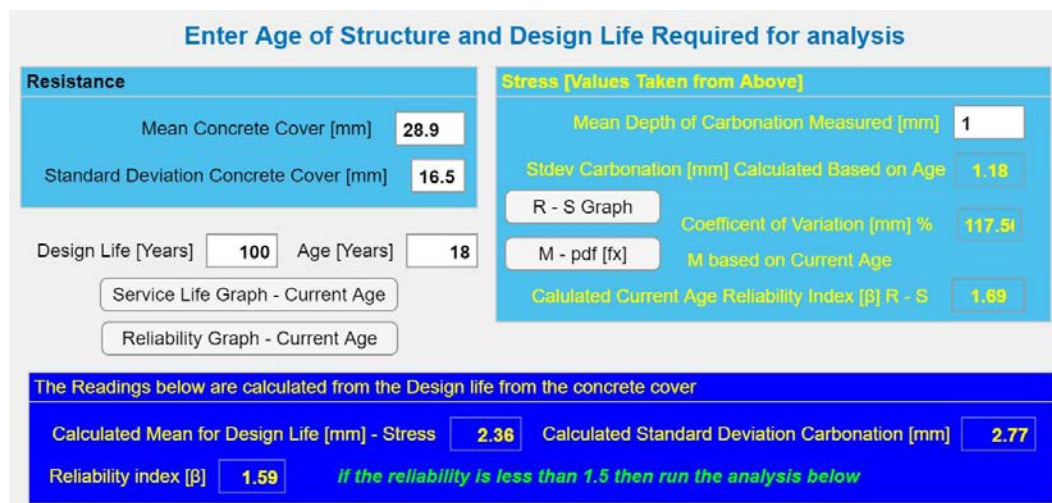 Enter Age of Structure and Design Life Required for analysis
Resistance
Mean Concrete Cover [mm] 28.9
Standard Deviation Concrete Cover [mm] 16.5
Design Life [Years] 100 Age [Years] 18
Service Life Graph - Current Age
Reliability Graph - Current Age
Stress [Values Taken from Above]
Mean Depth of Carbonation Measured [mm] 1
Stdev Carbonation [mm] Calculated Based on Age 1.18
R - S Graph
Coefficent of Variation [mm] % 117.5
M - pdf [fx]
M based on Current Age
Calulated Current Age Reliability Index [β] R - S 1.69
The Readings below are calculated from the Design life from the concrete cover
Calculated Mean for Design Life [mm] - Stress 2.36 Calculated Standard Deviation Carbonation [mm] 2.77
Reliability index [β] 1.59 if the reliability is less than 1.5 then run the analysis below